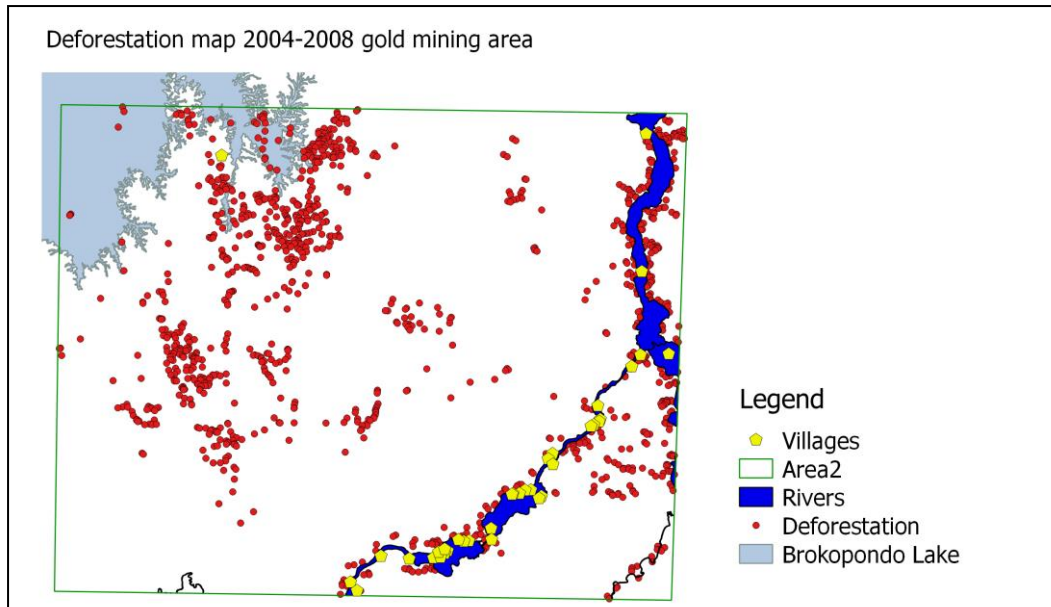 Deforestation map 2004-2008 gold mining area
Legend
Villages
Area2
Rivers
Deforestation
Brokopondo Lake